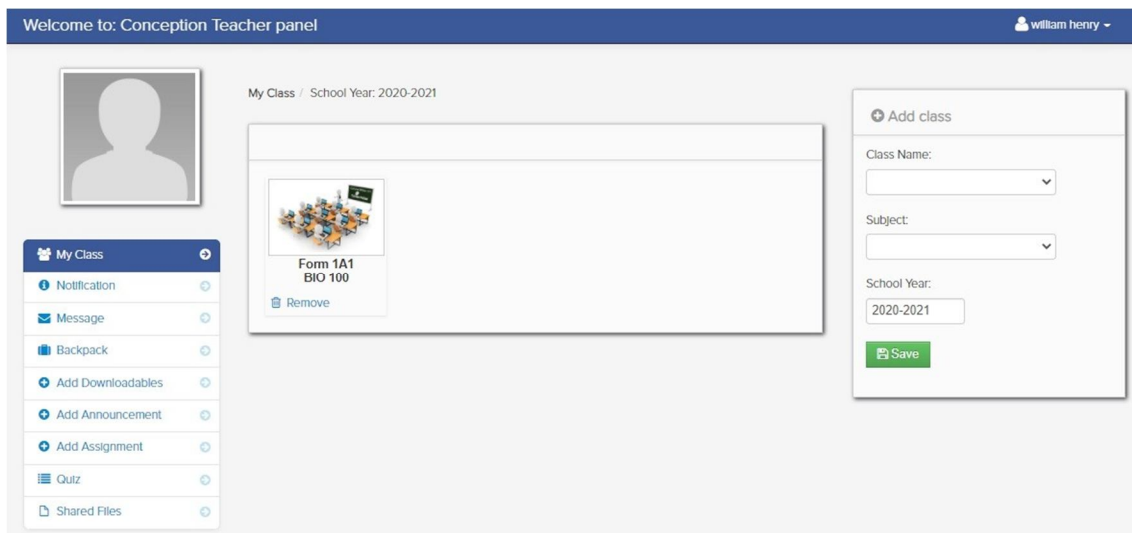 Welcome to: Conception Teacher panel
william henry
My Class / School Year: 2020-2021
My Class
Notification
Message
Backpack
Add Downloadables
Add Announcement
Add Assignment
Quiz
Shared Files
Form 1A1
BIO 100
Remove
Add class
Class Name:
Subject:
School Year:
2020-2021
Save